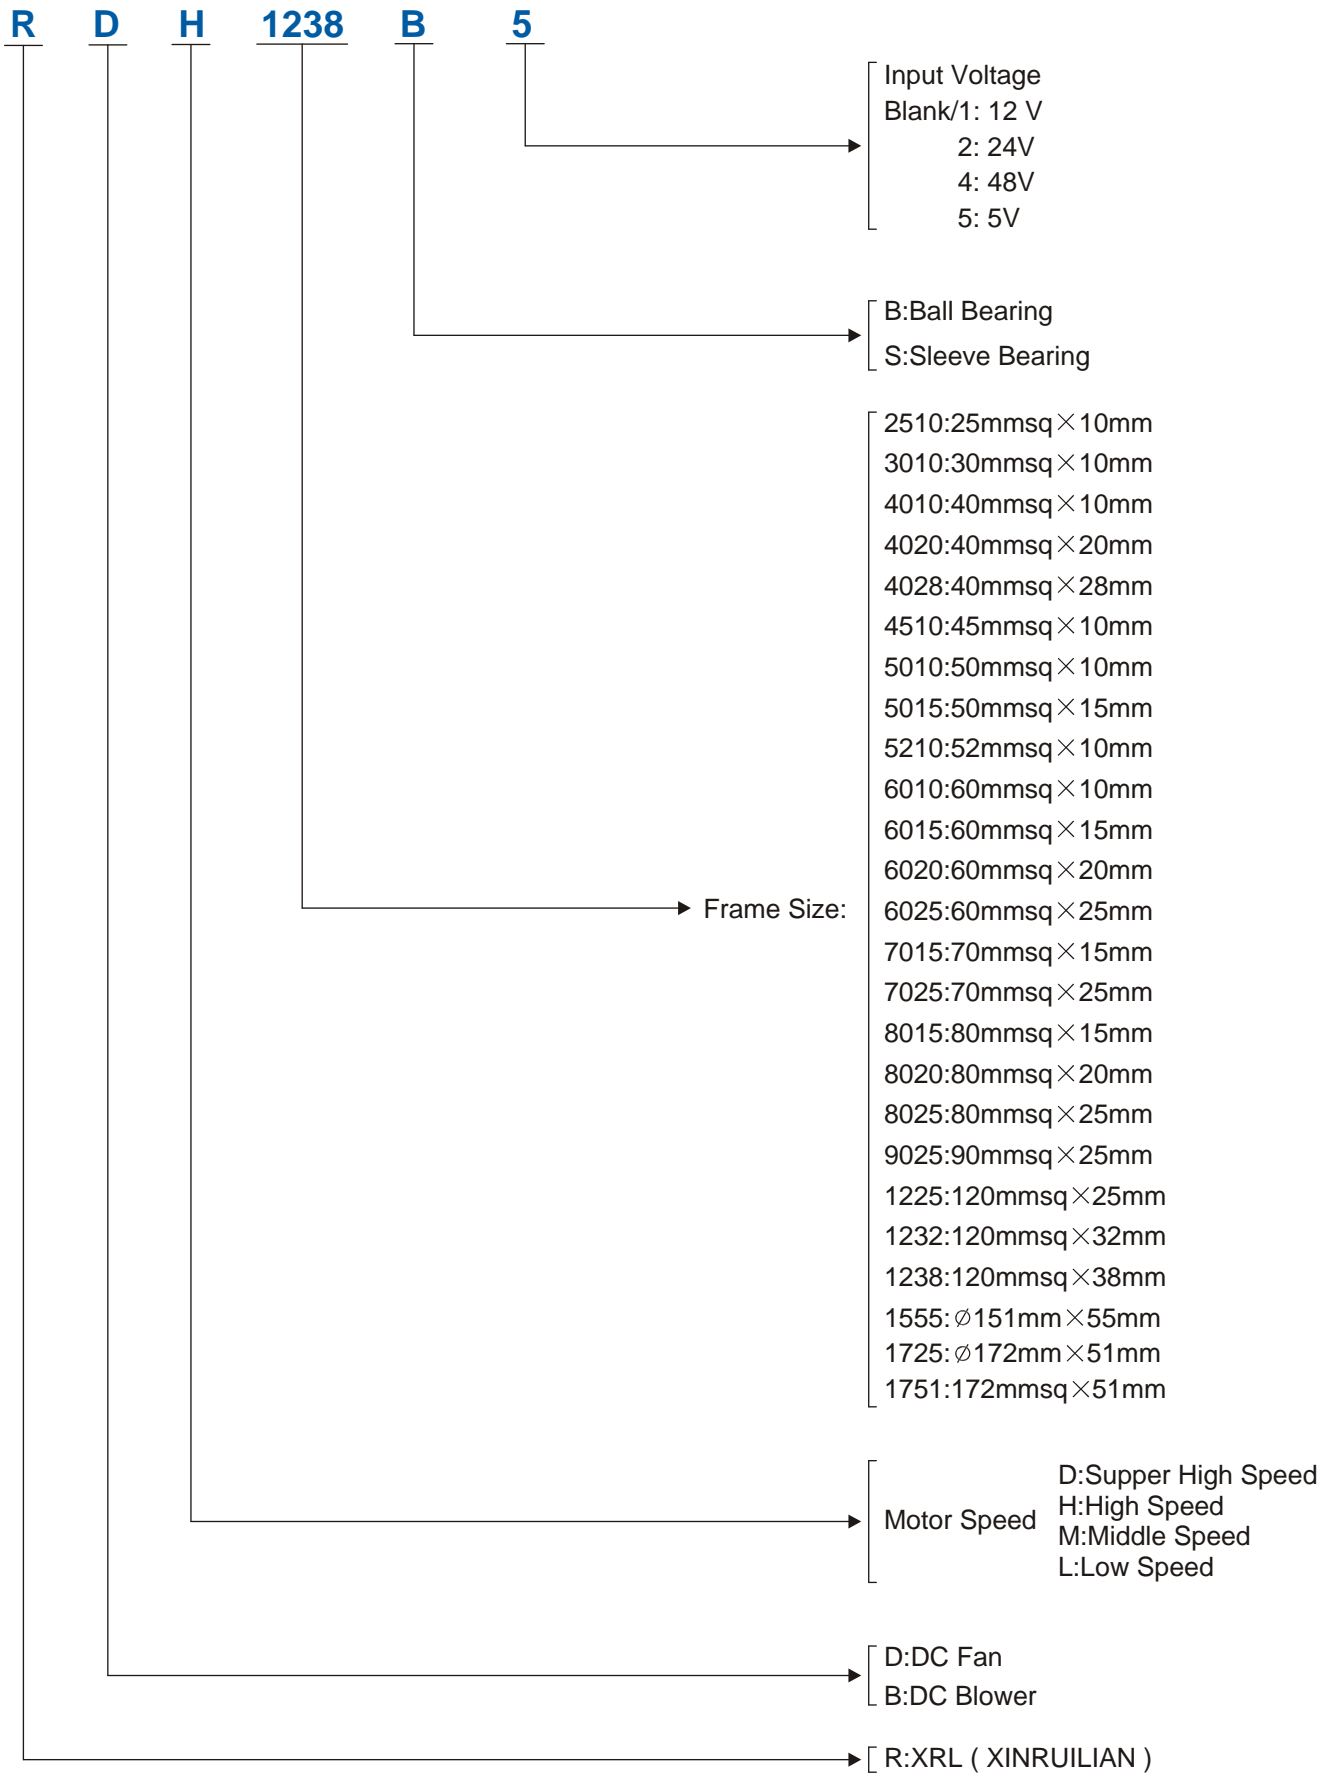 R D H 1238 B 5
Input Voltage
Blank/1: 12 V
2: 24V
4: 48V
5: 5V
B:Ball Bearing
S:Sleeve Bearing
Frame Size:
2510:25mmsq×10mm
3010:30mmsq×10mm
4010:40mmsq×10mm
4020:40mmsq×20mm
4028:40mmsq×28mm
4510:45mmsq×10mm
5010:50mmsq×10mm
5015:50mmsq×15mm
5210:52mmsq×10mm
6010:60mmsq×10mm
6015:60mmsq×15mm
6020:60mmsq×20mm
6025:60mmsq×25mm
7015:70mmsq×15mm
7025:70mmsq×25mm
8015:80mmsq×15mm
8020:80mmsq×20mm
8025:80mmsq×25mm
9025:90mmsq×25mm
1225:120mmsq×25mm
1232:120mmsq×32mm
1238:120mmsq×38mm
1555:∅151mm×55mm
1725:∅172mm×51mm
1751:172mmsq×51mm
Motor Speed
D:Supper High Speed
H:High Speed
M:Middle Speed
L:Low Speed
D:DC Fan
B:DC Blower
R:XRL ( XINRUILIAN )